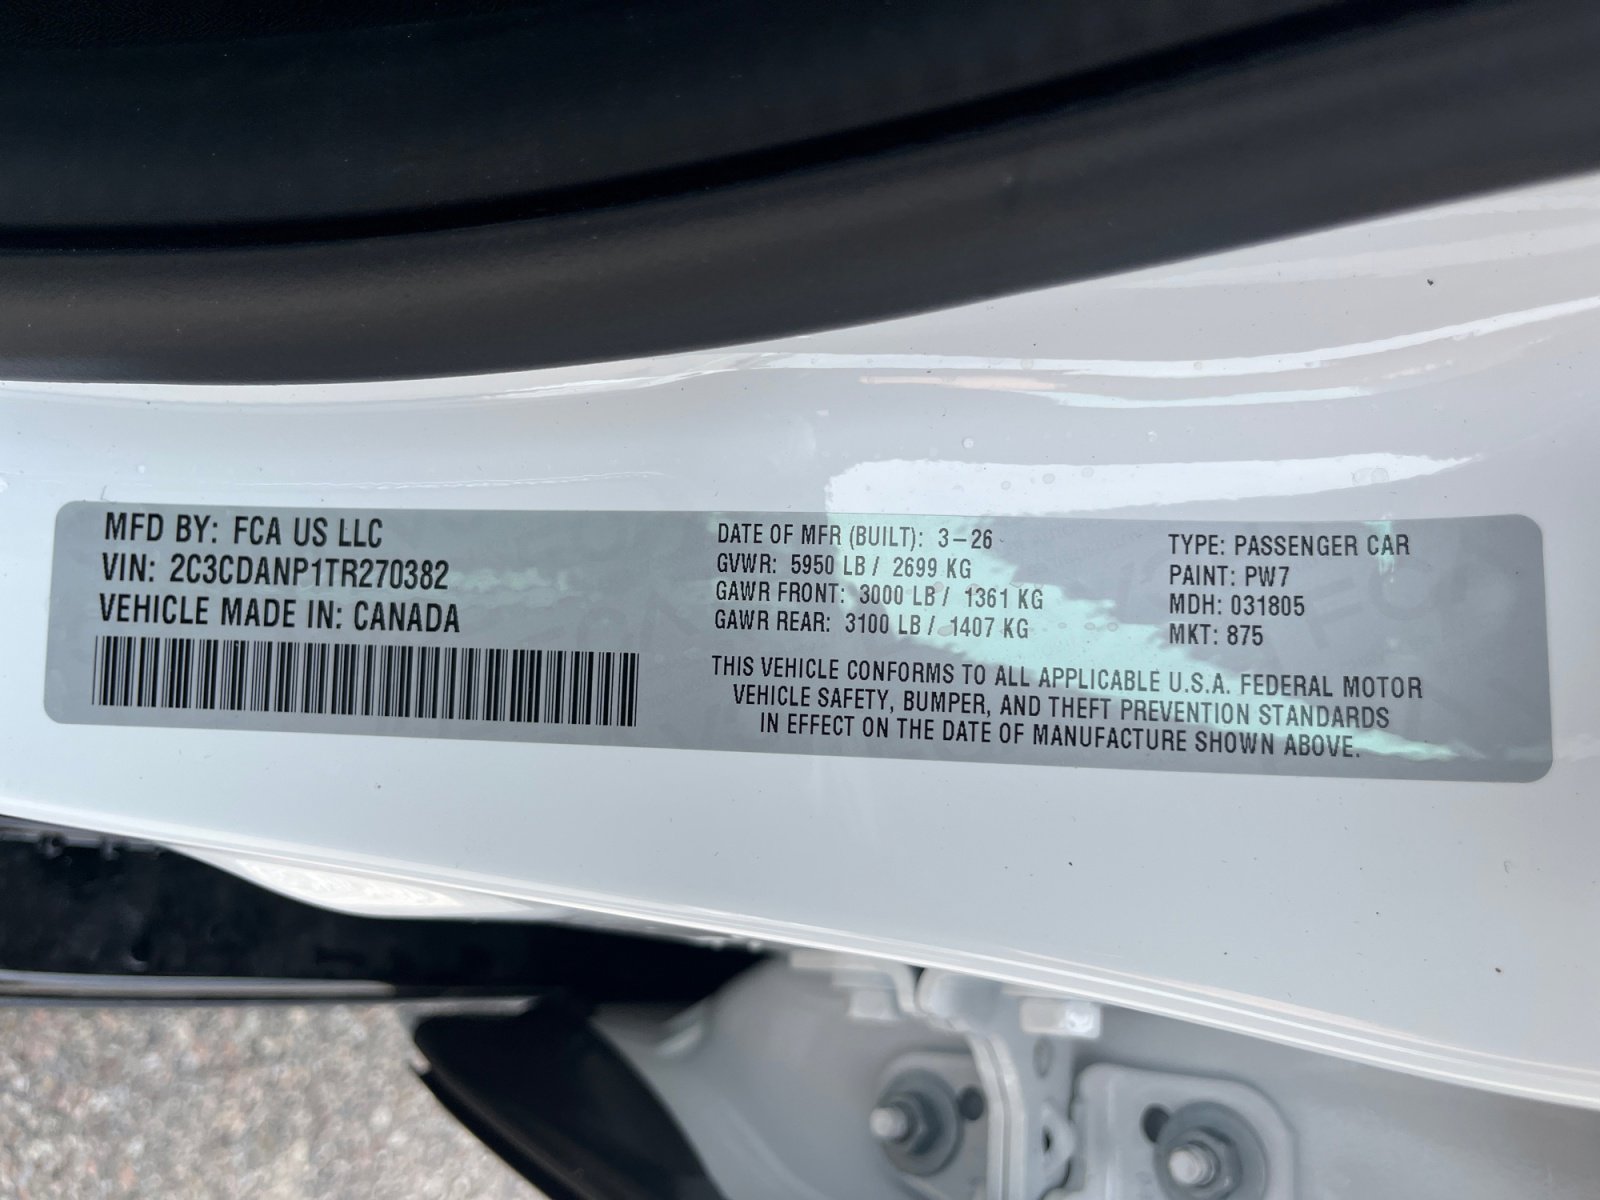 MFD BY: FCA US LLC
VIN: 2C3CDANP1TR270382
VEHICLE MADE IN: CANADA
DATE OF MFR (BUILT): 3-26
GVWR: 5950 LB / 2699 KG
GAWR FRONT: 3000 LB / 1361 KG
GAWR REAR: 3100 LB / 1407 KG
TYPE: PASSENGER CAR
PAINT: PW7
MDH: 031805
MKT: 875
THIS VEHICLE CONFORMS TO ALL APPLICABLE U.S.A. FEDERAL MOTOR
VEHICLE SAFETY, BUMPER, AND THEFT PREVENTION STANDARDS
IN EFFECT ON THE DATE OF MANUFACTURE SHOWN ABOVE.